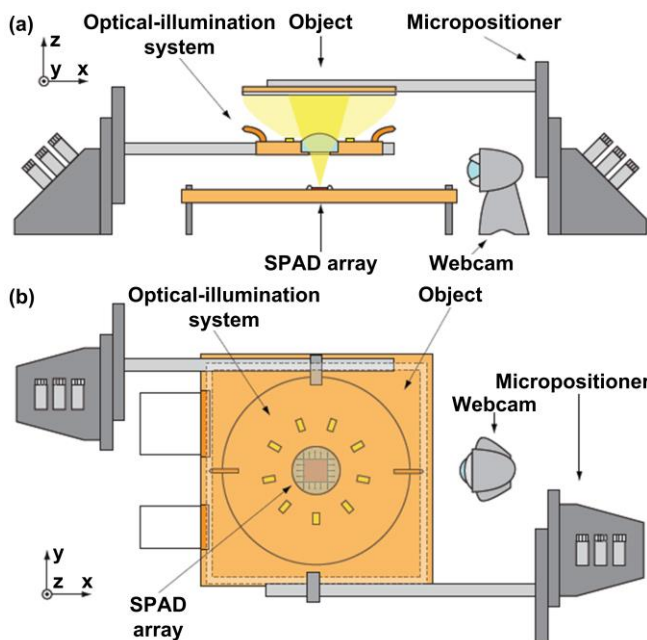 (a)
Optical-illumination
system
Object
Micropositioner
z
y
x
SPAD array
Webcam
(b)
Optical-illumination
system
Object
Micropositioner
Webcam
y
z
x
SPAD
array